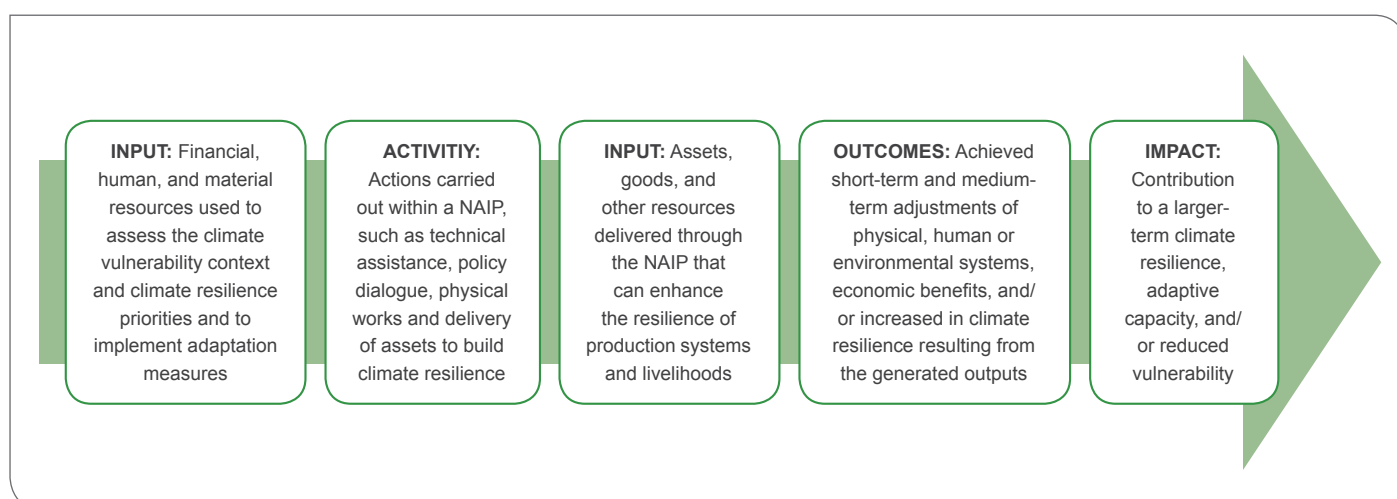 INPUT: Financial,
human, and material
resources used to
assess the climate
vulnerability context
and climate resilience
priorities and to
implement adaptation
measures
ACTIVITIY:
Actions carried
out within a NAIP,
such as technical
assistance, policy
dialogue, physical
works and delivery
of assets to build
climate resilience
INPUT: Assets,
goods, and
other resources
delivered through
the NAIP that
can enhance
the resilience of
production systems
and livelihoods
OUTCOMES: Achieved
short-term and medium-
term adjustments of
physical, human or
environmental systems,
economic benefits, and/
or increased in climate
resilience resulting from
the generated outputs
IMPACT:
Contribution
to a larger-
term climate
resilience,
adaptive
capacity, and/
or reduced
vulnerability